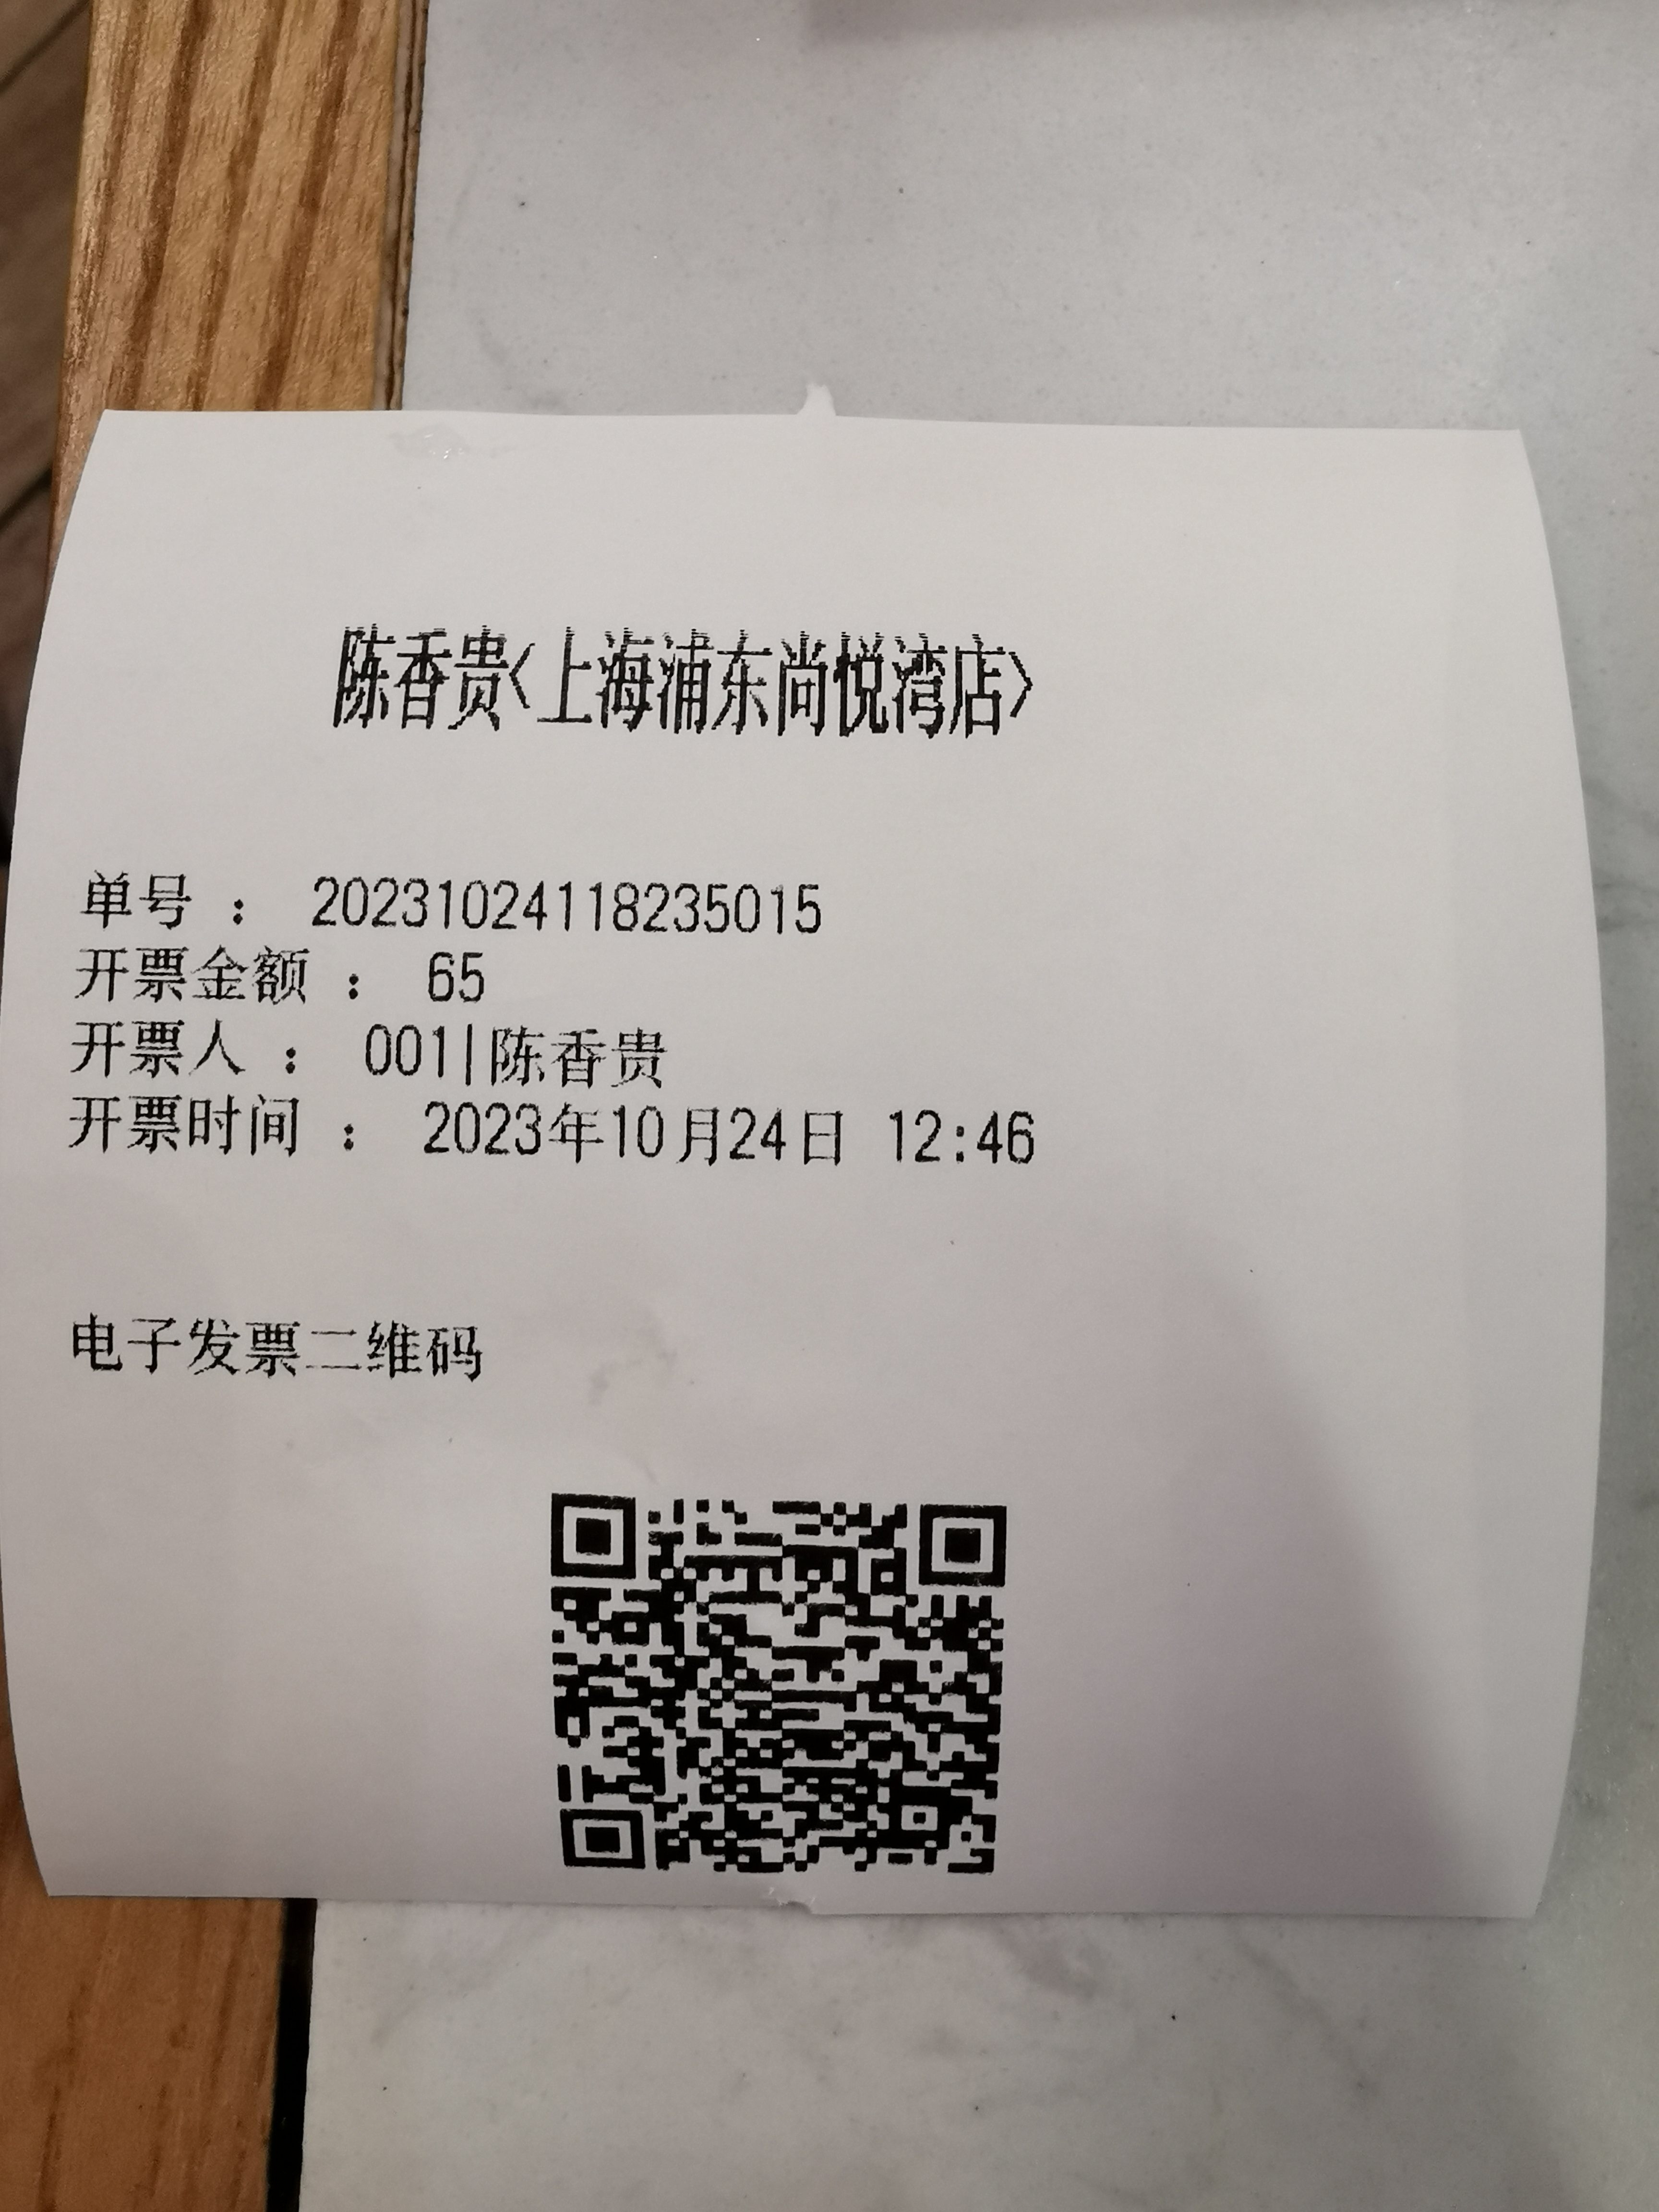 陈香贵<上海浦东尚悦湾店>
单号 ： 20231024118235015
开票金额 ： 65
开票人 ： 001|陈香贵
开票时间 ： 2023年10月24日 12:46
电子发票二维码